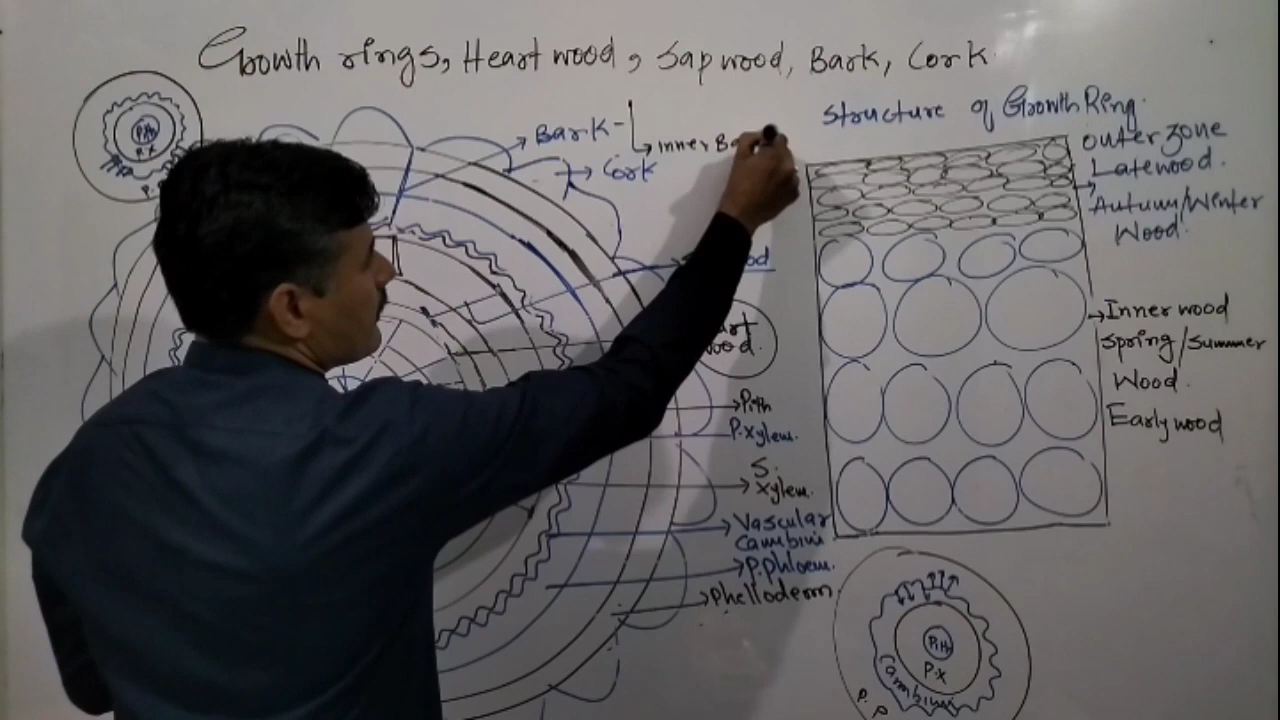 Growth rings, Heart wood, Sap wood, Bark, Cork.
Pith
P.X
Bark
Inner
Cork
Structure of Growth Ring.
outer zone
Latewood.
Autumn/Winter
Wood.
Inner wood
Spring/Summer
Wood.
Early wood
Pith
P.Xylem.
S.
Xylem.
Vascular
Cambium
P.phloem.
Phelloderm
Pith
P.X
Cambium
P.P